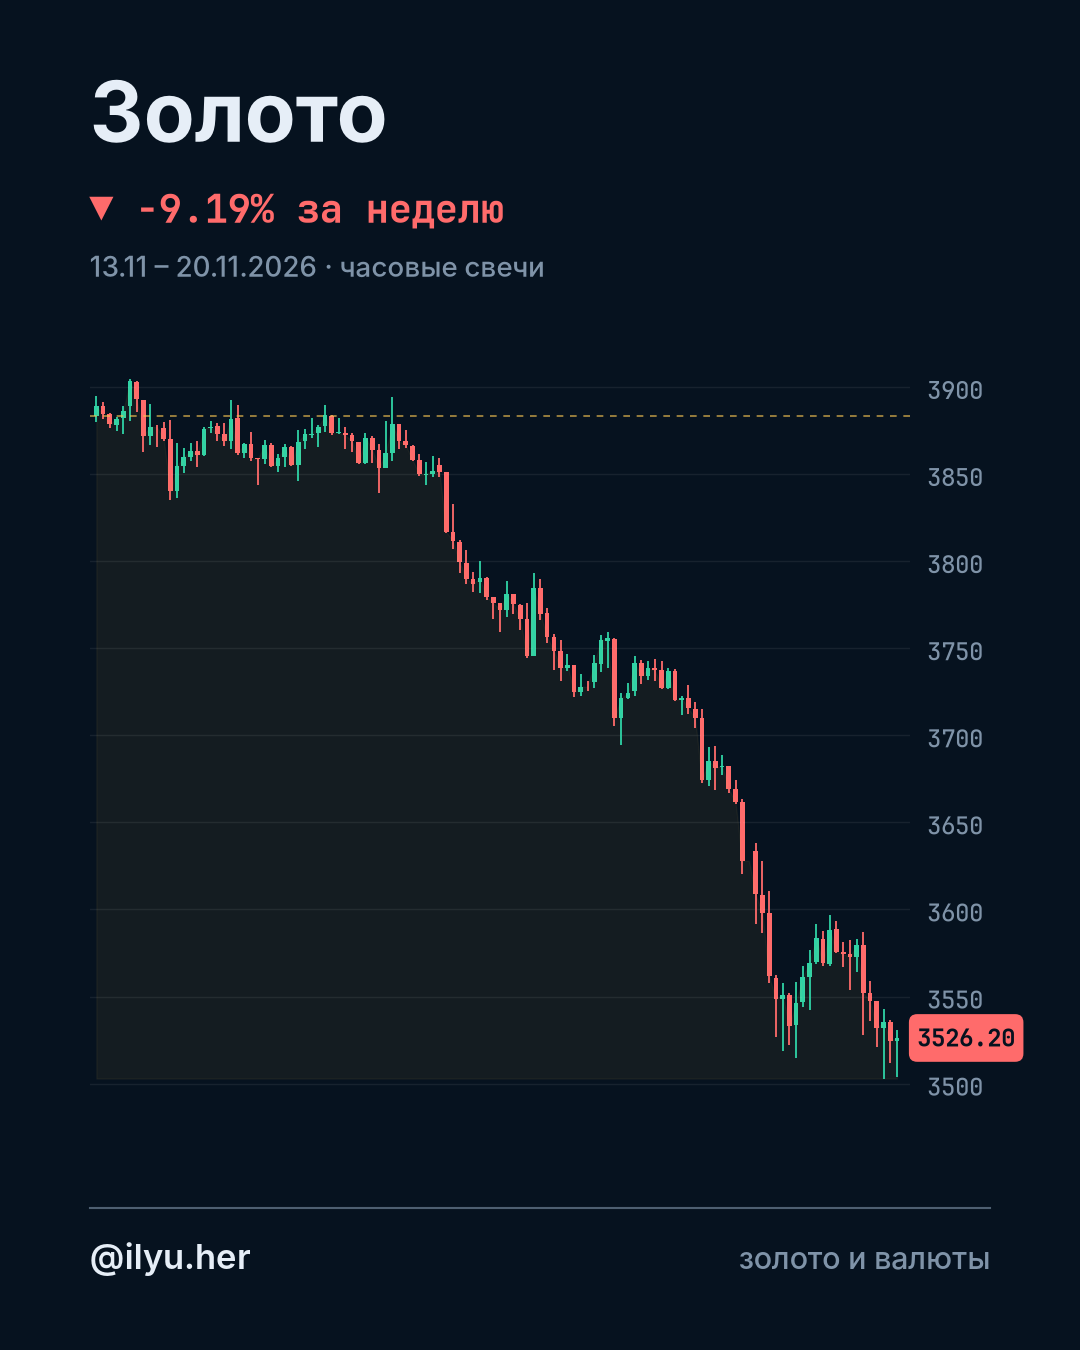 Золото
▼ -9.19% за неделю
13.11 – 20.11.2026 · часовые свечи
3900
3850
3800
3750
3700
3650
3600
3550
3526.20
3500
@ilyu.her
золото и валюты